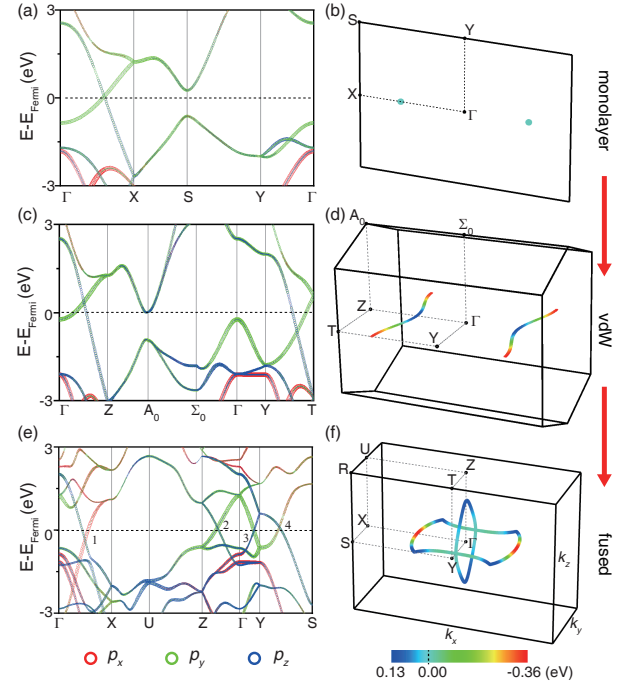 (a)
E-E_Fermi (eV)
3
0
-3
Γ X S Y Γ
(b)
S
Y
X
Γ
monolayer
(c)
E-E_Fermi (eV)
3
0
-3
Γ Z A_0 Σ_0 Γ Y T
(d)
A_0
Σ_0
Z
Γ
T
Y
vdW
(e)
E-E_Fermi (eV)
3
0
-3
1
2
3
4
Γ X U Z Γ Y S
p_x p_y p_z
(f)
U
R
Z
T
X
Γ
S
Y
k_z
k_x
k_y
fused
0.13 0.00 -0.36 (eV)